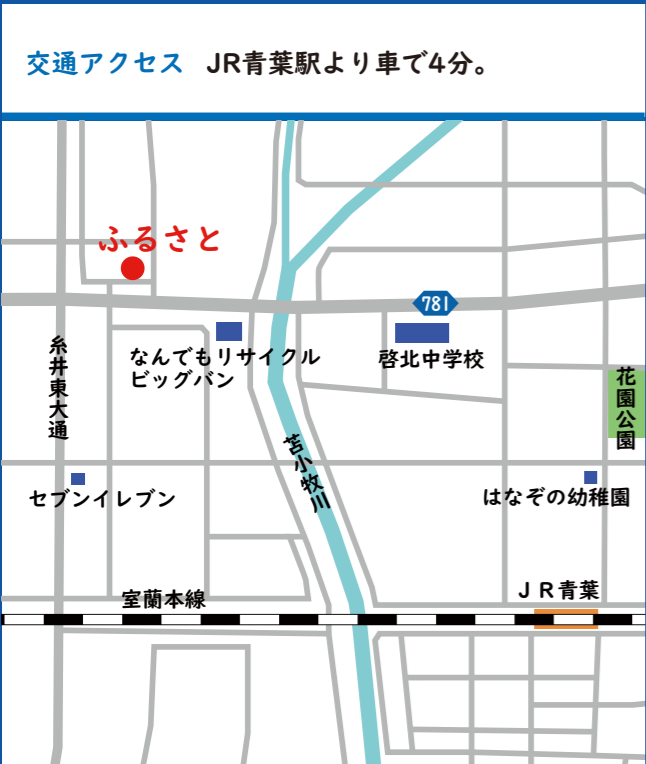 交通アクセス JR青葉駅より車で4分。
ふるさと
781
なんでもリサイクル
ビッグバン
啓北中学校
糸井東大通
花園公園
苫小牧川
セブンイレブン
はなぞの幼稚園
室蘭本線
JR青葉